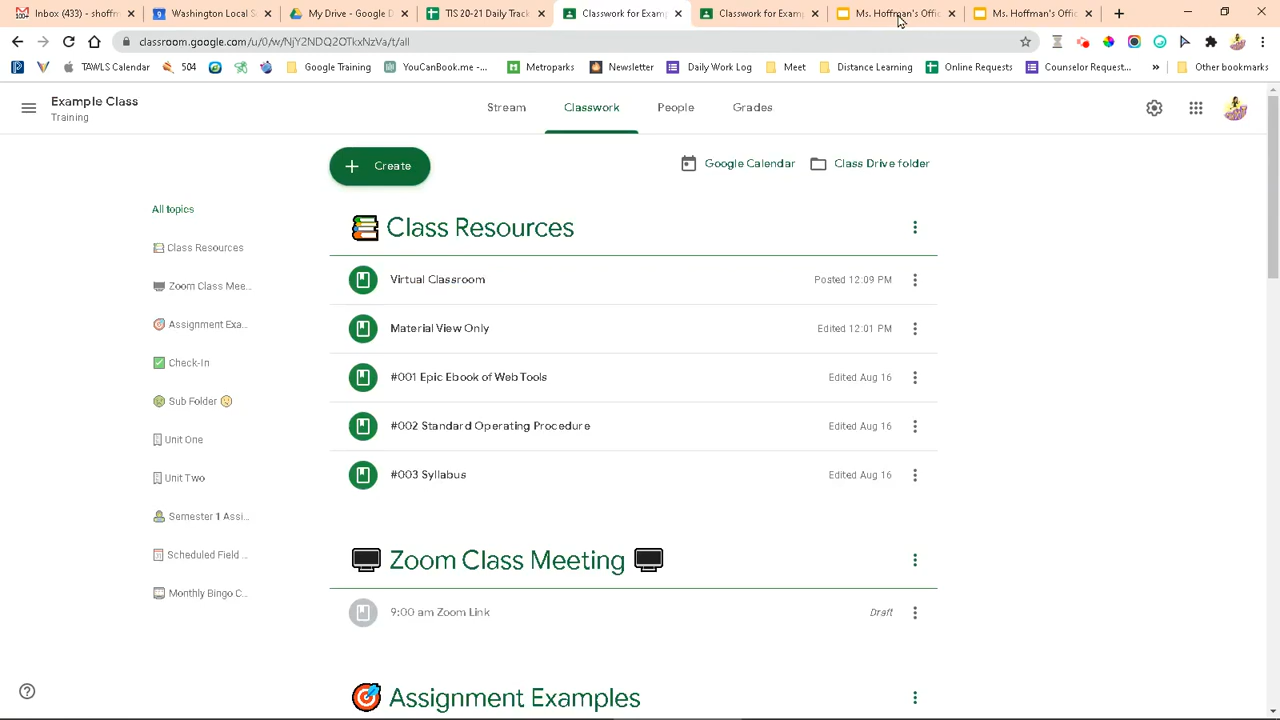 Inbox (433) - shoffm
Washington Local S
My Drive - Google D
TIS 20-21 Daily Track
Classwork for Examp
Classwork for Examp
Ms. Hoffman's Offic
Ms. Hoffman's Offic
classroom.google.com/u/0/w/NjY2NDQ2OTkxNzVa/t/all
TAWLS Calendar
504
Google Training
YouCanBook.me -...
Metroparks
Newsletter
Daily Work Log
Meet
Distance Learning
Online Requests
Counselor Request...
»
Other bookmarks
Example Class
Training
Stream
Classwork
People
Grades
+ Create
Google Calendar
Class Drive folder
All topics
Class Resources
Zoom Class Mee...
Assignment Exa...
Check-In
Sub Folder
Unit One
Unit Two
Semester 1 Assi...
Scheduled Field ...
Monthly Bingo C...
Class Resources
Virtual Classroom
Posted 12:09 PM
Material View Only
Edited 12:01 PM
#001 Epic Ebook of Web Tools
Edited Aug 16
#002 Standard Operating Procedure
Edited Aug 16
#003 Syllabus
Edited Aug 16
Zoom Class Meeting
9:00 am Zoom Link
Draft
Assignment Examples